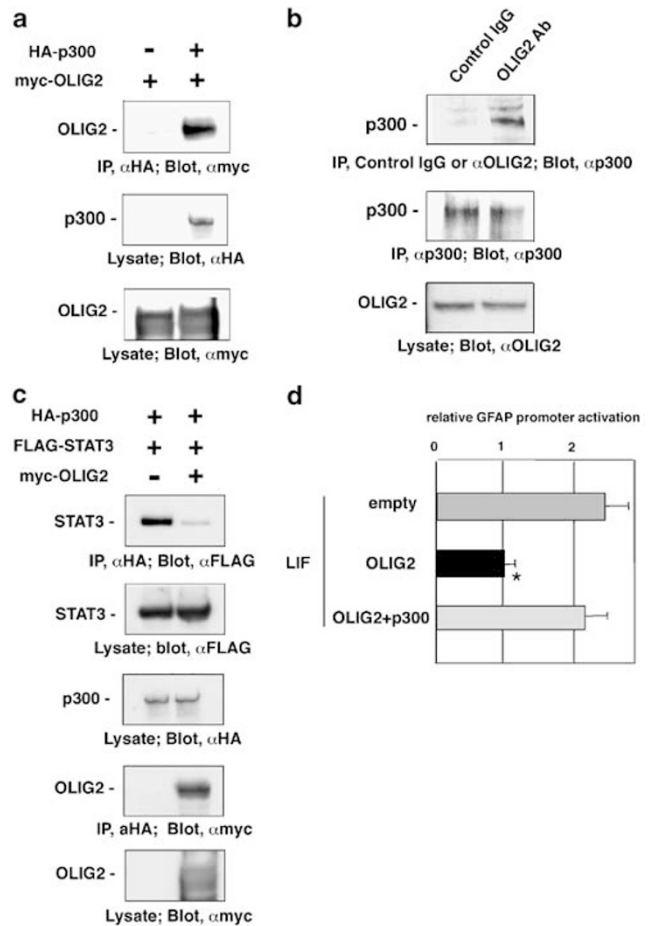 a
HA-p300 - +
myc-OLIG2 + +
OLIG2 -
IP, αHA; Blot, αmyc
p300 -
Lysate; Blot, αHA
OLIG2 -
Lysate; Blot, αmyc
b
Control IgG
OLIG2 Ab
p300 -
IP, Control IgG or αOLIG2; Blot, αp300
p300 -
IP, αp300; Blot, αp300
OLIG2 -
Lysate; Blot, αOLIG2
c
HA-p300 + +
FLAG-STAT3 + +
myc-OLIG2 - +
STAT3 -
IP, αHA; Blot, αFLAG
STAT3 -
Lysate; blot, αFLAG
p300 -
Lysate; Blot, αHA
OLIG2 -
IP, aHA; Blot, αmyc
OLIG2 -
Lysate; Blot, αmyc
d
relative GFAP promoter activation
0 1 2
empty
LIF OLIG2
*
OLIG2+p300